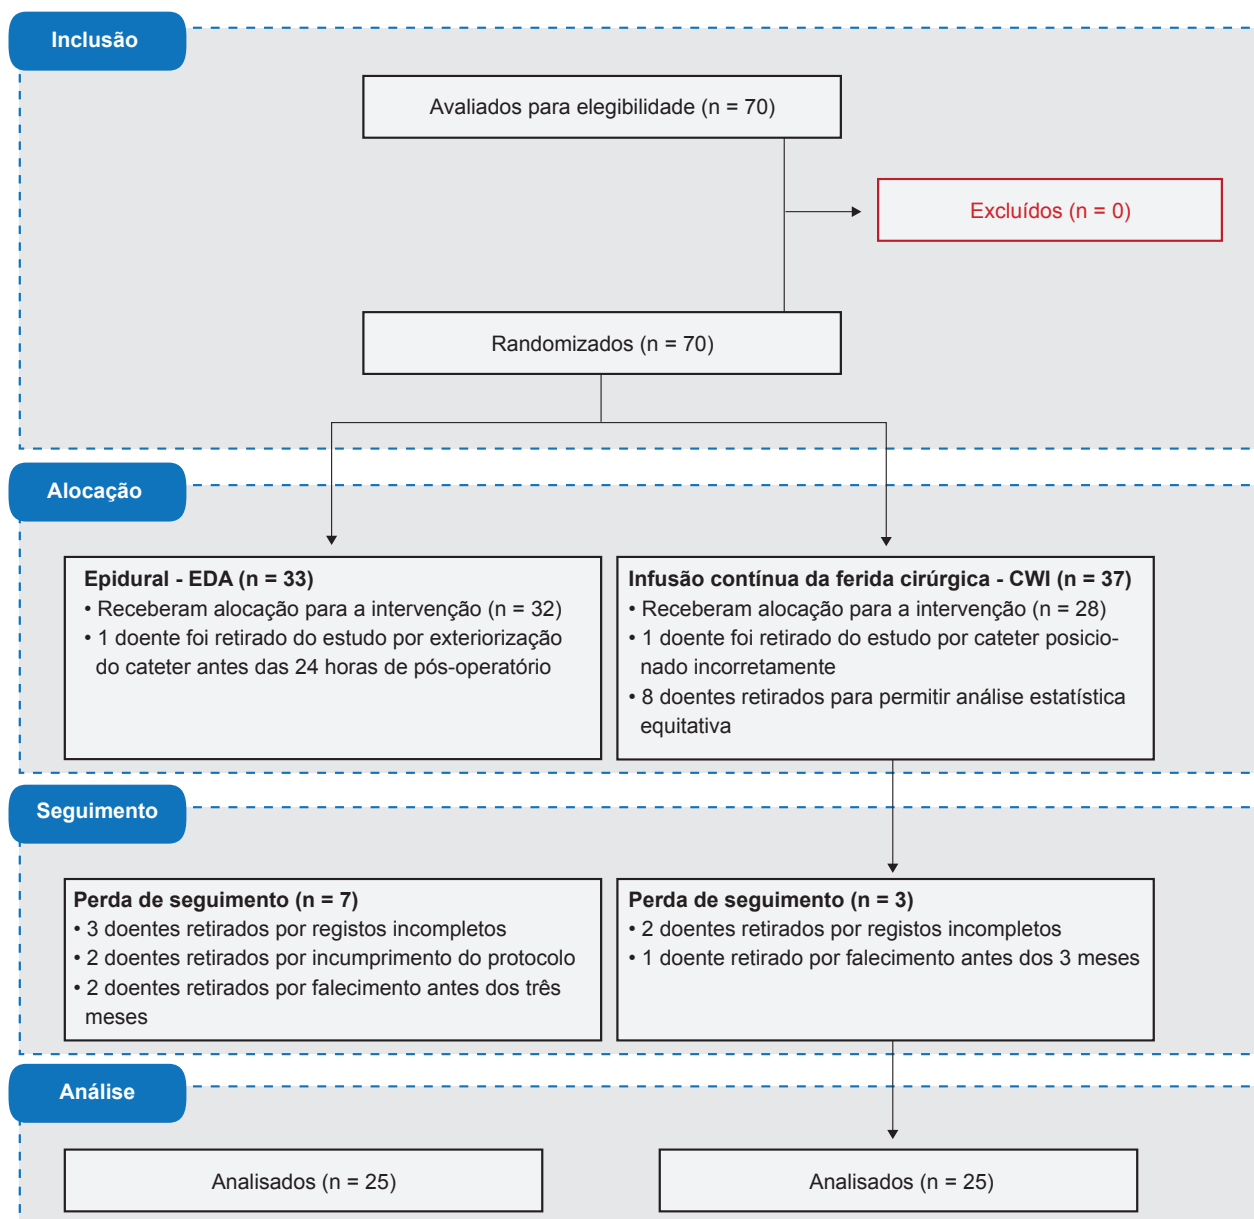 Inclusão
Avaliados para elegibilidade (n = 70)
Excluídos (n = 0)
Randomizados (n = 70)
Alocação
Epidural - EDA (n = 33)
• Receberam alocação para a intervenção (n = 32)
• 1 doente foi retirado do estudo por exteriorização
do cateter antes das 24 horas de pós-operatório
Infusão contínua da ferida cirúrgica - CWI (n = 37)
• Receberam alocação para a intervenção (n = 28)
• 1 doente foi retirado do estudo por cateter posicio-
nado incorretamente
• 8 doentes retirados para permitir análise estatística
equitativa
Seguimento
Perda de seguimento (n = 7)
• 3 doentes retirados por registos incompletos
• 2 doentes retirados por incumprimento do protocolo
• 2 doentes retirados por falecimento antes dos três
meses
Perda de seguimento (n = 3)
• 2 doentes retirados por registos incompletos
• 1 doente retirado por falecimento antes dos 3 meses
Análise
Analisados (n = 25)
Analisados (n = 25)